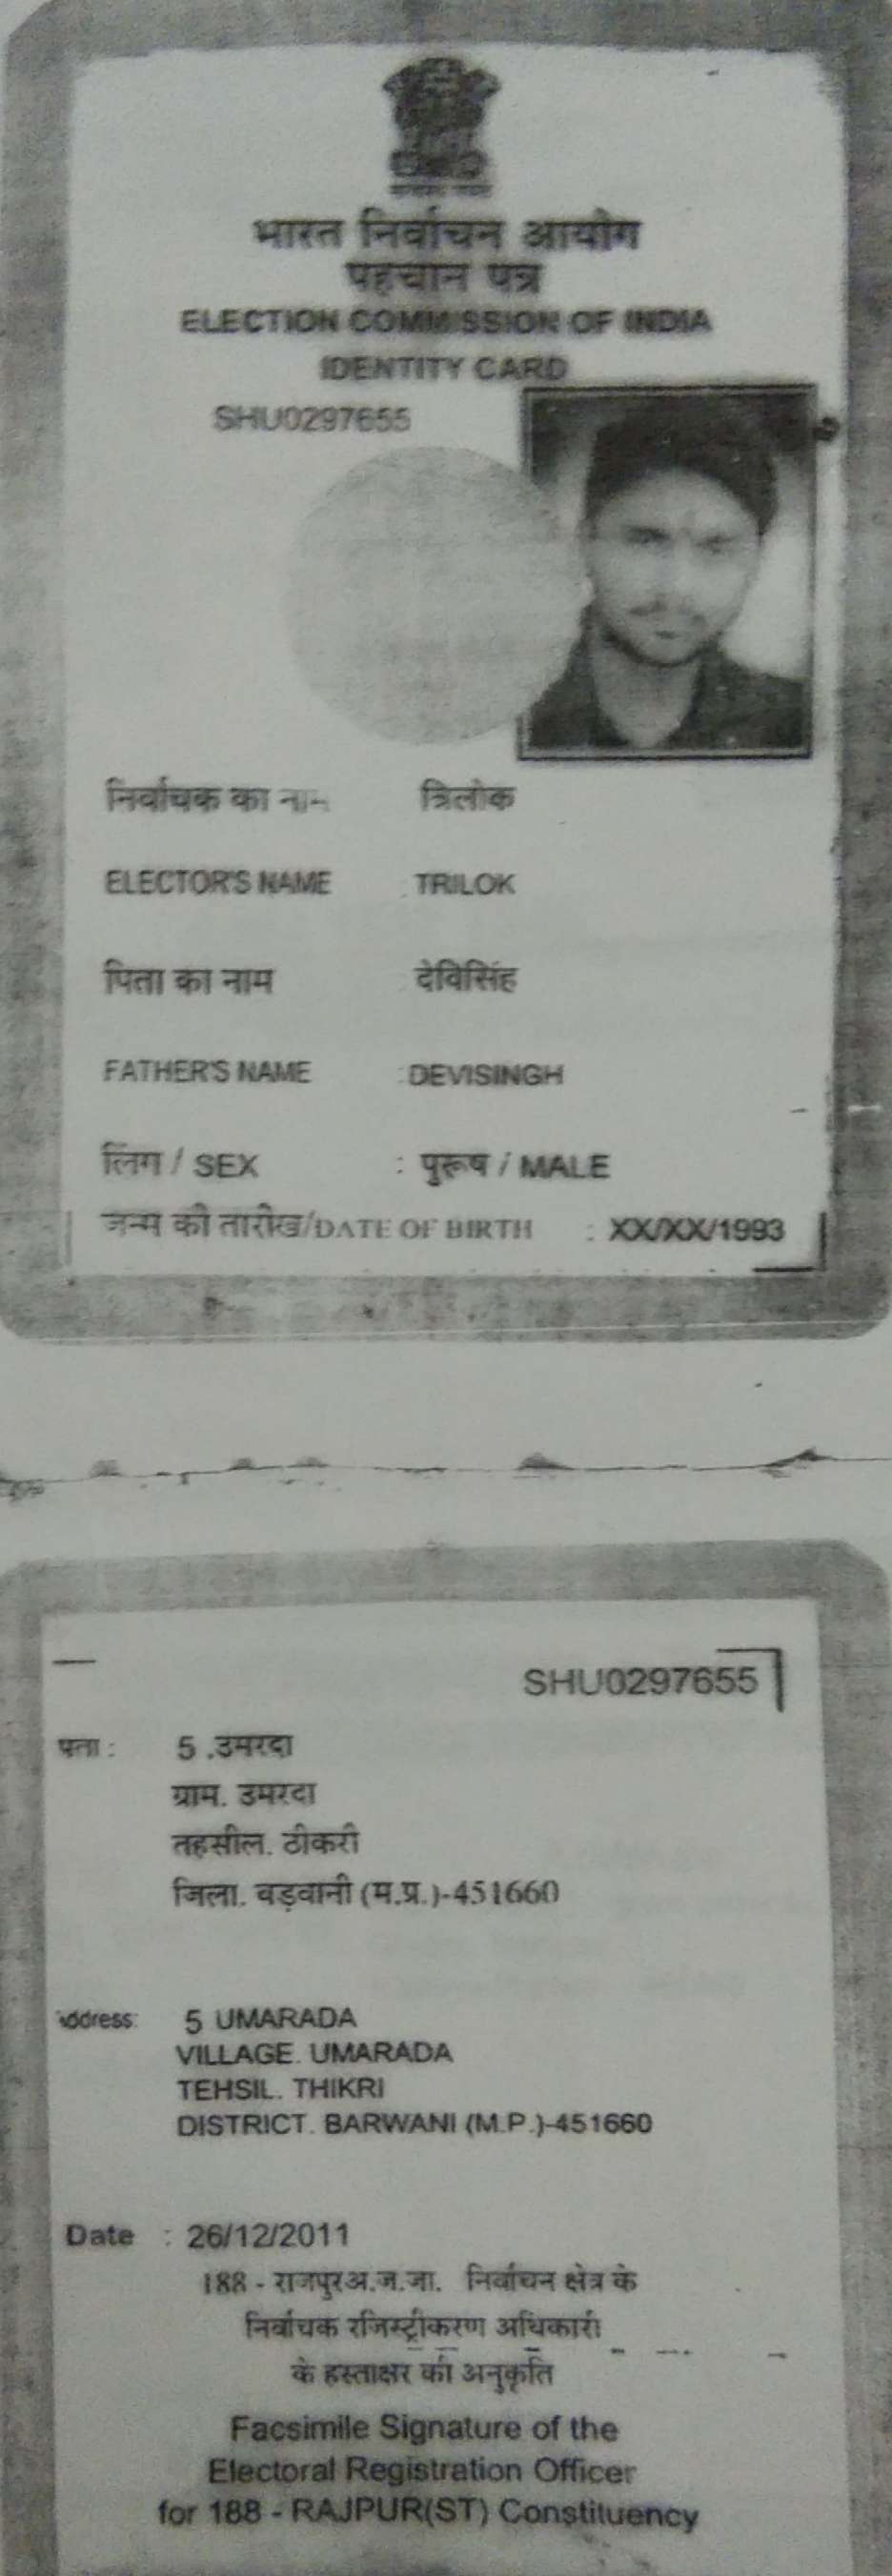 भारत निर्वाचन आयोग
पहचान पत्र
ELECTION COMMISSION OF INDIA
IDENTITY CARD
SHU0297655
निर्वाचक का नाम त्रिलोक
ELECTOR'S NAME TRILOK
पिता का नाम देविसिंह
FATHER'S NAME :DEVISINGH
लिंग / SEX : पुरूष / MALE
जन्म की तारीख/DATE OF BIRTH : XX/XX/1993
SHU0297655
पता : 5 .उमरदा
ग्राम. उमरदा
तहसील. ठीकरी
जिला. बड़वानी (म.प्र.)-451660
Address: 5 UMARADA
VILLAGE. UMARADA
TEHSIL. THIKRI
DISTRICT. BARWANI (M.P.)-451660
Date : 26/12/2011
188 - राजपुरअ.ज.जा. निर्वाचन क्षेत्र के
निर्वाचक रजिस्ट्रीकरण अधिकारी
के हस्ताक्षर की अनुकृति
Facsimile Signature of the
Electoral Registration Officer
for 188 - RAJPUR(ST) Constituency